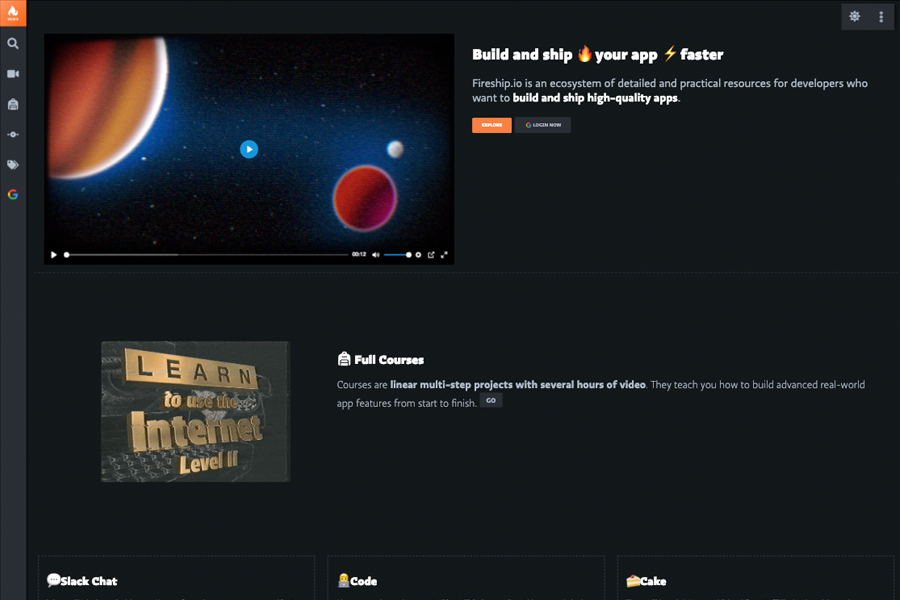 Build and ship 🔥 your app ⚡ faster
Fireship.io is an ecosystem of detailed and practical resources for developers who
want to build and ship high-quality apps.
EXPLORE
LOGIN NOW
00:12
LEARN
to use the
Internet
Level II
Full Courses
Courses are linear multi-step projects with several hours of video. They teach you how to build advanced real-world
app features from start to finish. GO
💬Slack Chat
👨‍💻Code
🍰Cake